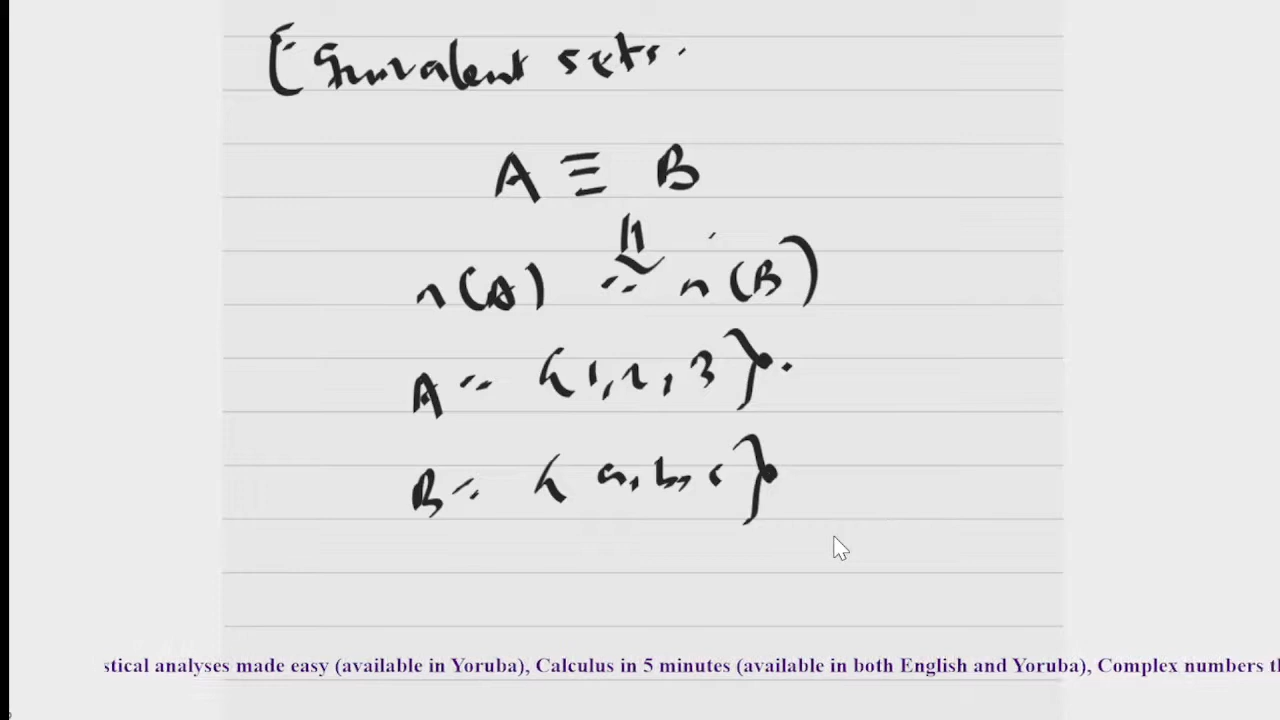 Equivalent sets.
A ≡ B
n(A) = n(B)
A = {1, 2, 3}.
B = {a, b, c}
stical analyses made easy (available in Yoruba), Calculus in 5 minutes (available in both English and Yoruba), Complex numbers th